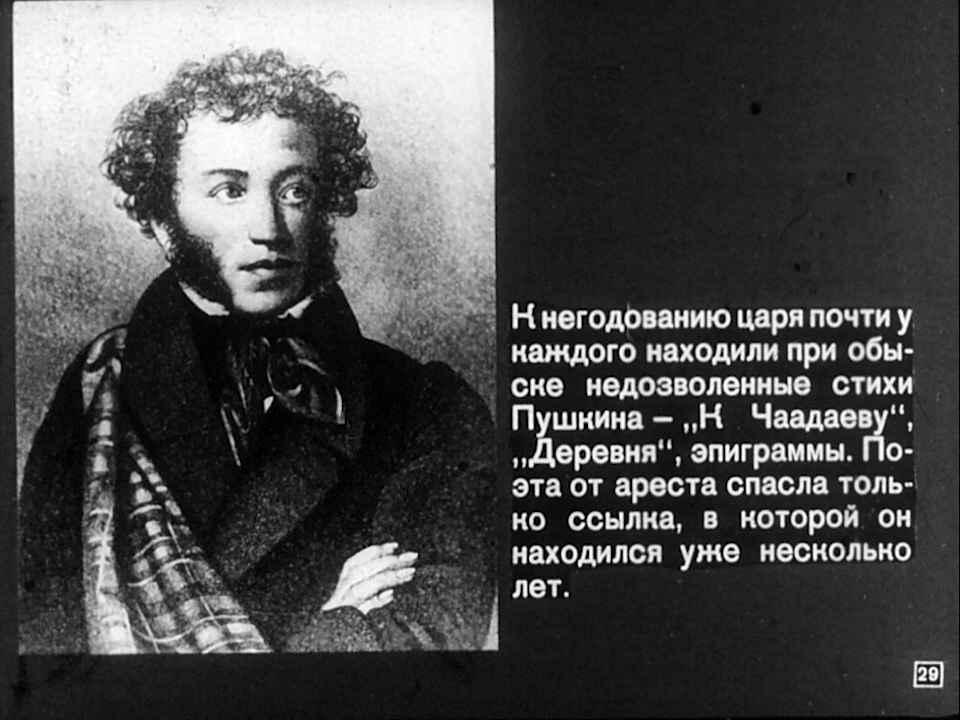 К негодованию царя почти у
каждого находили при обы-
ске недозволенные стихи
Пушкина – „К Чаадаеву“,
„Деревня“, эпиграммы. По-
эта от ареста спасла толь-
ко ссылка, в которой он
находился уже несколько
лет.
29